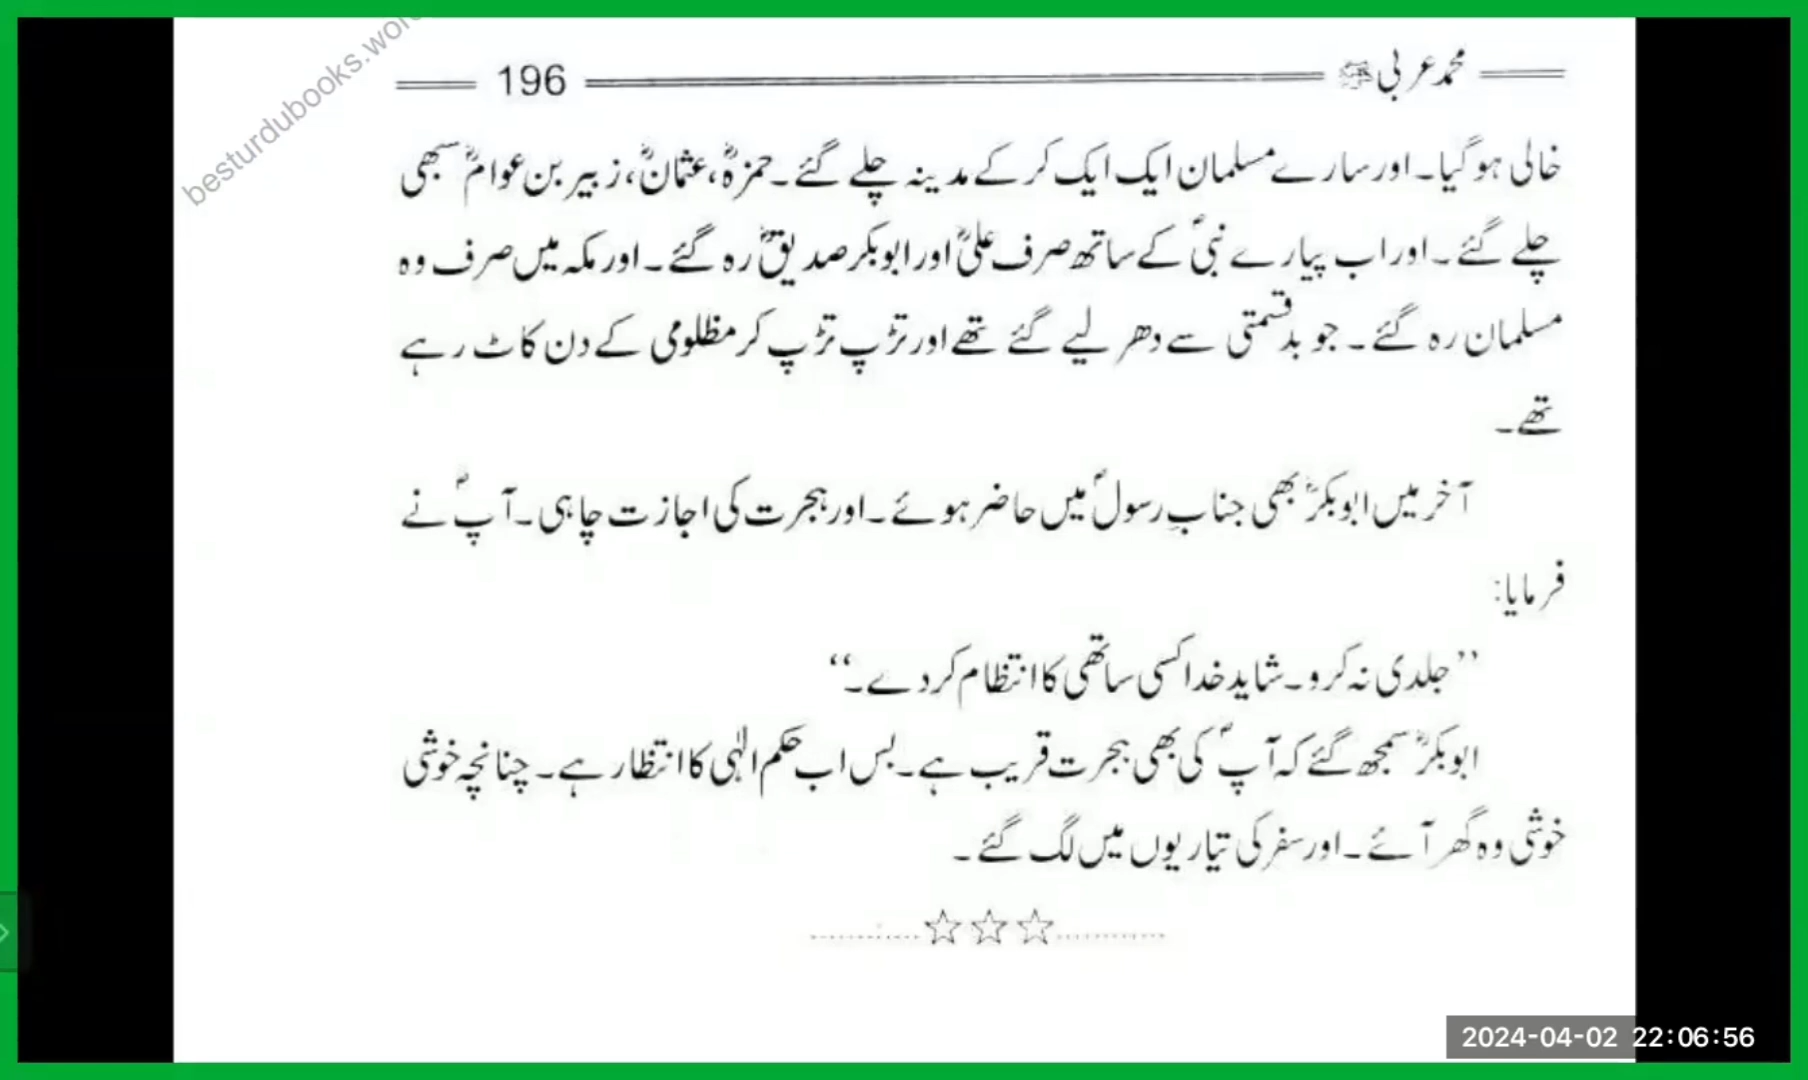 besturdubooks.wor
محمد عربی ﷺ 196
خالی ہو گیا۔ اور سارے مسلمان ایک ایک کر کے مدینہ چلے گئے۔ حمزہؓ، عثمانؓ، زبیر بن عوامؓ سبھی
چلے گئے۔ اور اب پیارے نبیؐ کے ساتھ صرف علیؓ اور ابوبکر صدیقؓ رہ گئے۔ اور مکہ میں صرف وہ
مسلمان رہ گئے۔ جو بدقسمتی سے دھر لیے گئے تھے اور تڑپ تڑپ کر مظلومی کے دن کاٹ رہے
تھے۔
آخر میں ابوبکرؓ بھی جنابِ رسولؐ میں حاضر ہوئے۔ اور ہجرت کی اجازت چاہی۔ آپؐ نے
فرمایا:
”جلدی نہ کرو۔ شاید خدا کسی ساتھی کا انتظام کر دے۔“
ابوبکرؓ سمجھ گئے کہ آپؐ کی بھی ہجرت قریب ہے۔ بس اب حکم الٰہی کا انتظار ہے۔ چنانچہ خوشی
خوشی وہ گھر آئے۔ اور سفر کی تیاریوں میں لگ گئے۔
☆☆☆
2024-04-02 22:06:56